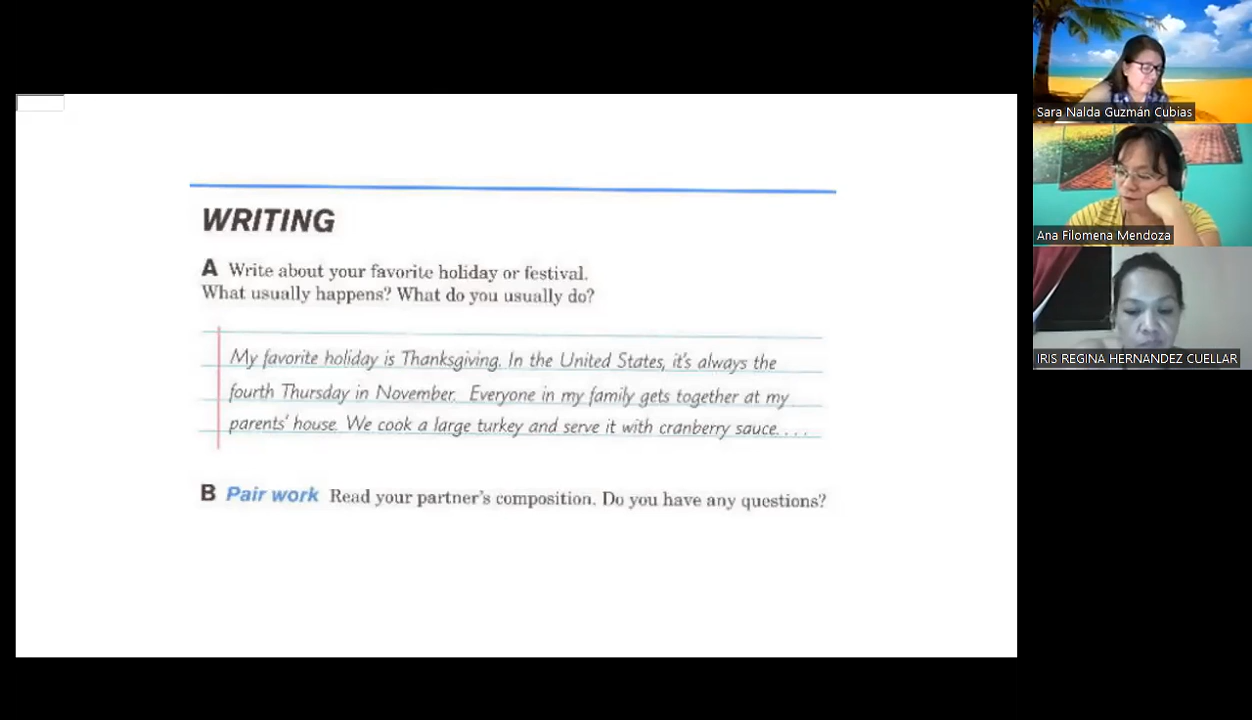 WRITING
A Write about your favorite holiday or festival.
What usually happens? What do you usually do?
My favorite holiday is Thanksgiving. In the United States, it's always the
fourth Thursday in November. Everyone in my family gets together at my
parents' house. We cook a large turkey and serve it with cranberry sauce. . . .
B Pair work Read your partner's composition. Do you have any questions?
Sara Nalda Guzmán Cubias
Ana Filomena Mendoza
IRIS REGINA HERNANDEZ CUELLAR